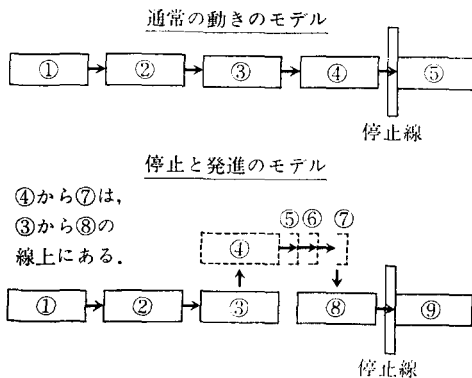 通常の動きのモデル
① ② ③ ④ ⑤
停止線
停止と発進のモデル
④から⑦は,
③から⑧の
線上にある.
⑤ ⑥ ⑦
④
① ② ③ ⑧ ⑨
停止線